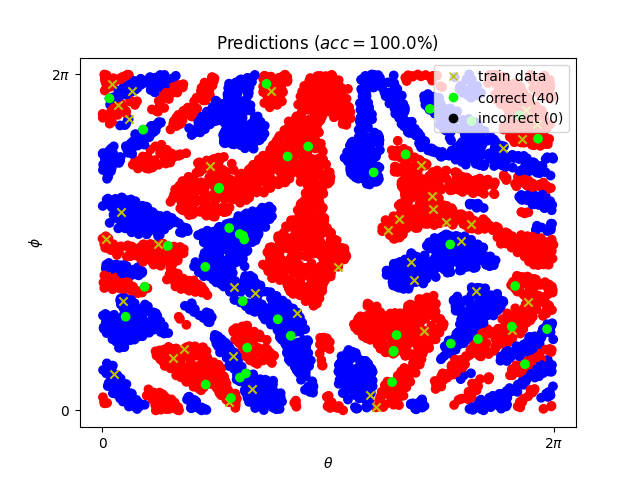 Predictions (acc = 100.0%)
train data
correct (40)
incorrect (0)
2π
ϕ
0
0
2π
θ